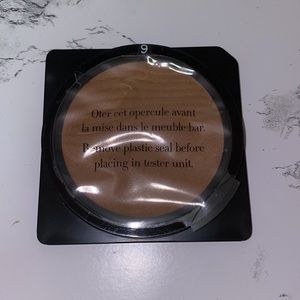 9
Oter cet opercule avant
la mise dans le meuble bar.
Remove plastic seal before
placing in tester unit.